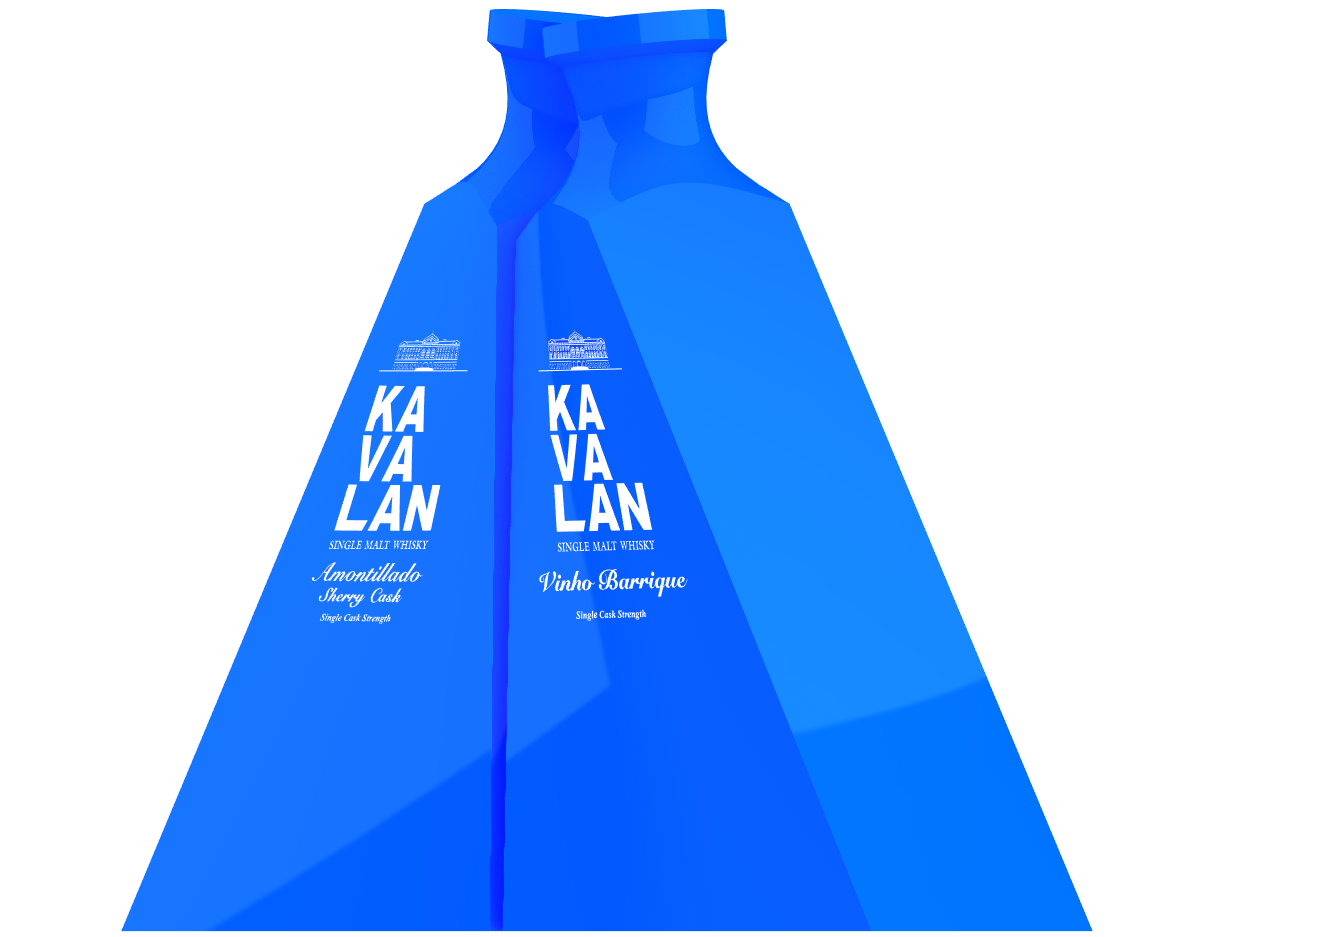 KA
VA
LAN
SINGLE MALT WHISKY
Amontillado
Sherry Cask
Single Cask Strength
KA
VA
LAN
SINGLE MALT WHISKY
Vinho Barrique
Single Cask Strength